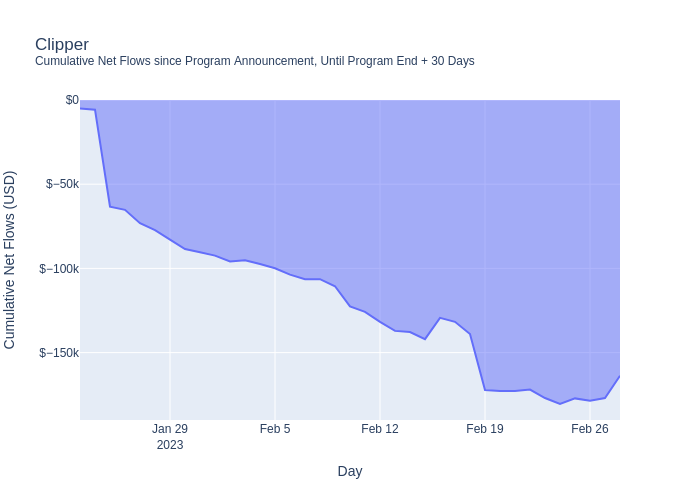 Clipper
Cumulative Net Flows since Program Announcement, Until Program End + 30 Days
Cumulative Net Flows (USD)
$0
$−50k
$−100k
$−150k
Jan 29
2023
Feb 5
Feb 12
Feb 19
Feb 26
Day